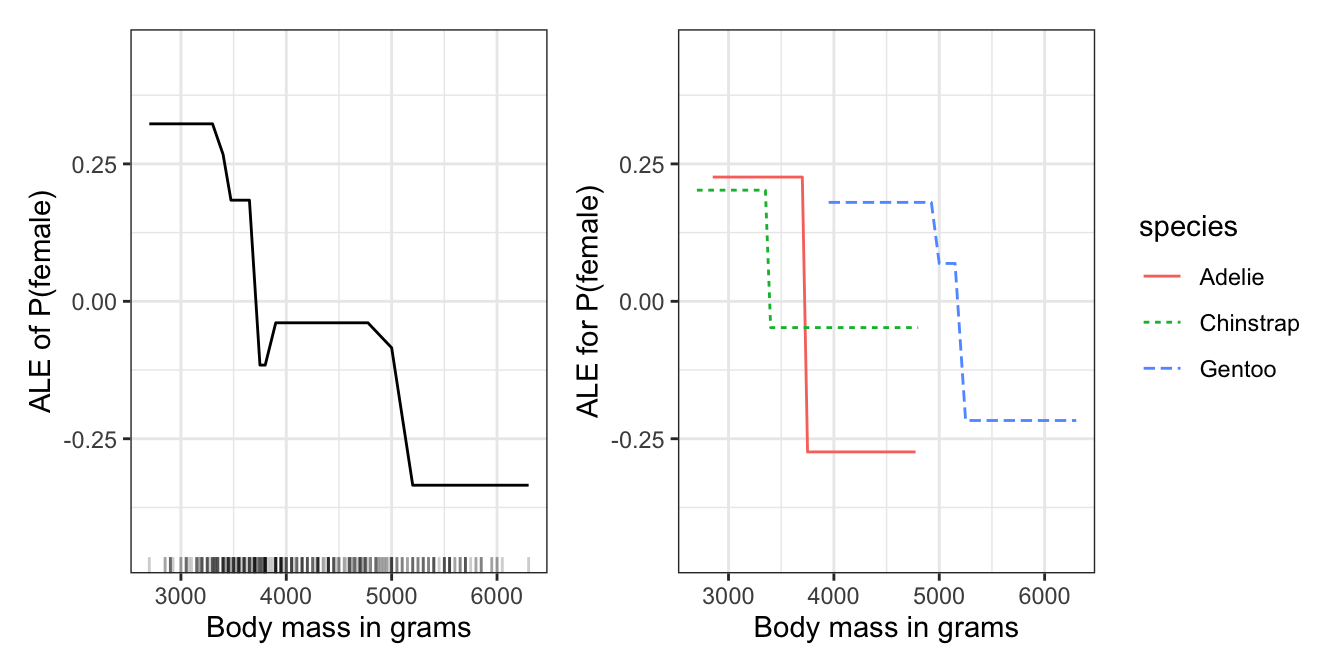 ALE of P(female)
0.25
0.00
-0.25
3000 4000 5000 6000
Body mass in grams
ALE for P(female)
0.25
0.00
-0.25
3000 4000 5000 6000
Body mass in grams
species
Adelie
Chinstrap
Gentoo